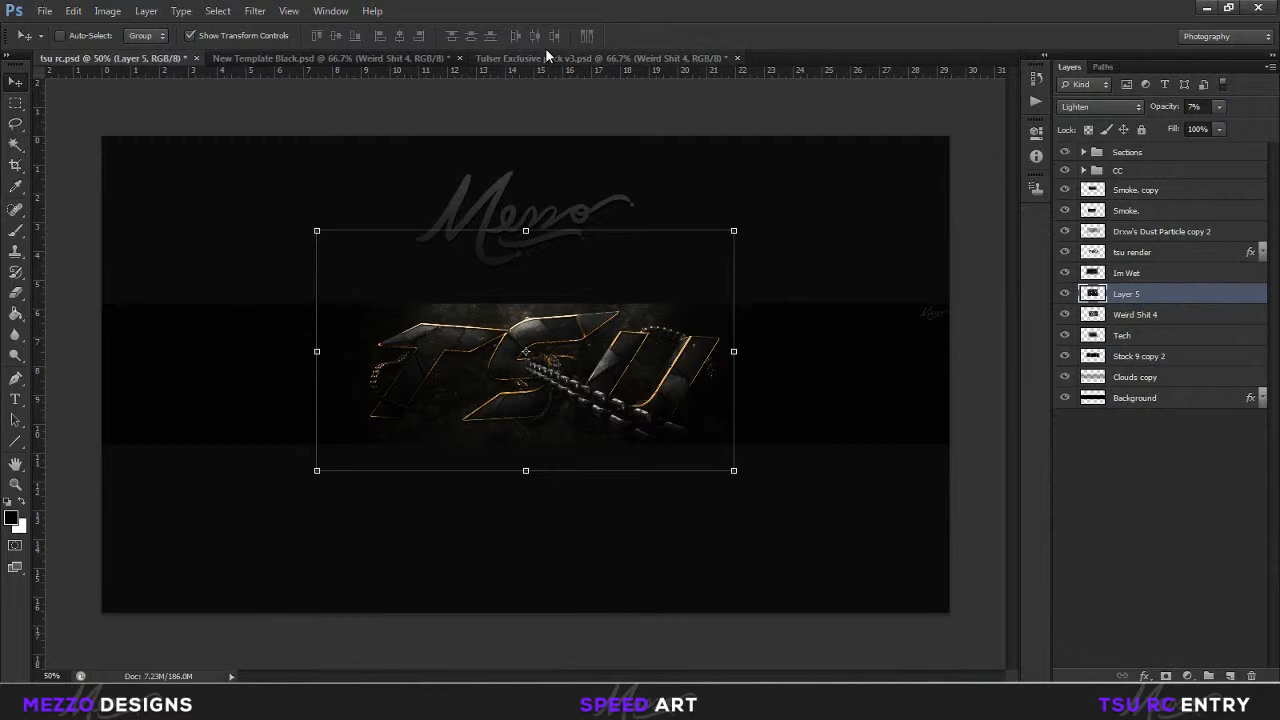 Ps File Edit Image Layer Type Select Filter View Window Help
Auto-Select: Group Show Transform Controls Photography
tsu rc.psd @ 50% (Layer 5, RGB/8) * × New Template Black.psd @ 66.7% (Weird Shit 4, RGB/8) * × Tulser Exclusive Pack v3.psd @ 66.7% (Weird Shit 4, RGB/8) * ×
Layers Paths
Kind
Lighten Opacity: 7%
Lock: Fill: 100%
Sections
CC
Smoke. copy
Smoke.
Drxw's Dust Particle copy 2
tsu render fx
Im Wet
Layer 5
Weird Shit 4
Tech
Stock 9 copy 2
Clouds copy
Background fx
Mezzo
TSU
50% Doc: 7.23M/186.0M
MEZZO DESIGNS SPEED ART TSU RC ENTRY